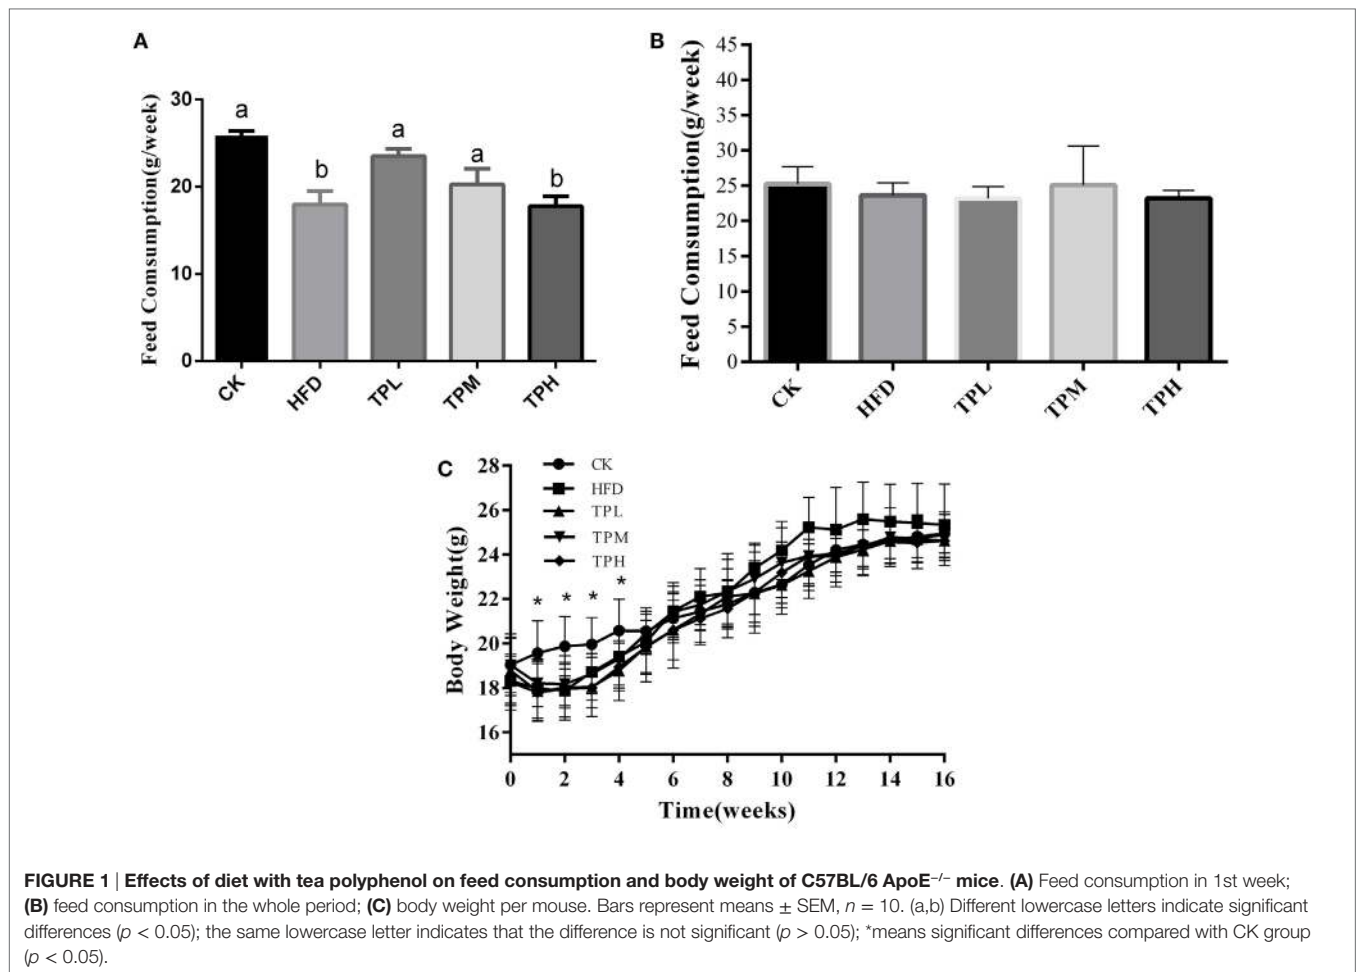 A
Feed Comsumption(g/week)
30
20
10
0
a
b
a
a
b
CK
HFD
TPL
TPM
TPH
B
Feed Comsumption(g/week)
45
40
35
30
25
20
15
10
5
0
CK
HFD
TPL
TPM
TPH
C
Body Weight(g)
28
26
24
22
20
18
16
CK
HFD
TPL
TPM
TPH
* * * *
0 2 4 6 8 10 12 14 16
Time(weeks)
FIGURE 1 | Effects of diet with tea polyphenol on feed consumption and body weight of C57BL/6 ApoE−/− mice. (A) Feed consumption in 1st week;
(B) feed consumption in the whole period; (C) body weight per mouse. Bars represent means ± SEM, n = 10. (a,b) Different lowercase letters indicate significant
differences (p < 0.05); the same lowercase letter indicates that the difference is not significant (p > 0.05); *means significant differences compared with CK group
(p < 0.05).